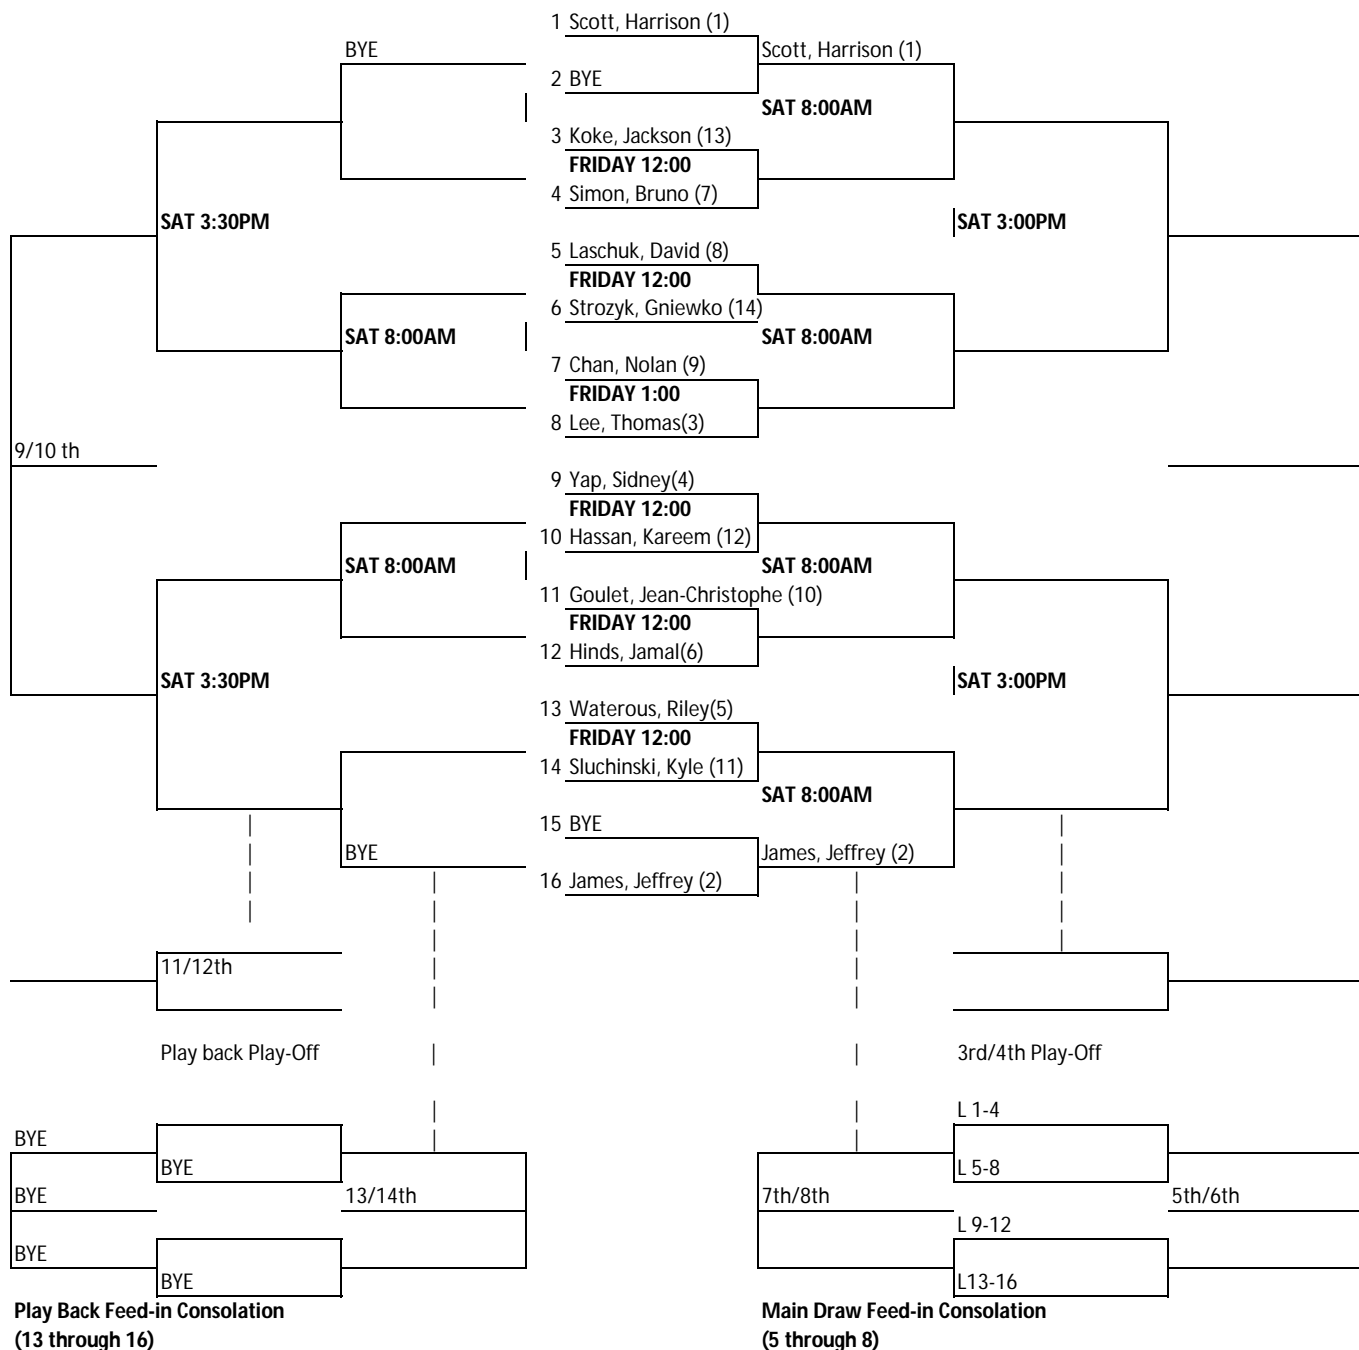 1 Scott, Harrison (1)
BYE
Scott, Harrison (1)
2 BYE
SAT 8:00AM
3 Koke, Jackson (13)
FRIDAY 12:00
4 Simon, Bruno (7)
SAT 3:30PM
SAT 3:00PM
5 Laschuk, David (8)
FRIDAY 12:00
6 Strozyk, Gniewko (14)
SAT 8:00AM
SAT 8:00AM
7 Chan, Nolan (9)
FRIDAY 1:00
8 Lee, Thomas(3)
9/10 th
9 Yap, Sidney(4)
FRIDAY 12:00
10 Hassan, Kareem (12)
SAT 8:00AM
SAT 8:00AM
11 Goulet, Jean-Christophe (10)
FRIDAY 12:00
12 Hinds, Jamal(6)
SAT 3:30PM
SAT 3:00PM
13 Waterous, Riley(5)
FRIDAY 12:00
14 Sluchinski, Kyle (11)
SAT 8:00AM
15 BYE
BYE
James, Jeffrey (2)
16 James, Jeffrey (2)
11/12th
Play back Play-Off
3rd/4th Play-Off
L 1-4
BYE
BYE
L 5-8
BYE
13/14th
7th/8th
5th/6th
L 9-12
BYE
BYE
L13-16
Play Back Feed-in Consolation
(13 through 16)
Main Draw Feed-in Consolation
(5 through 8)